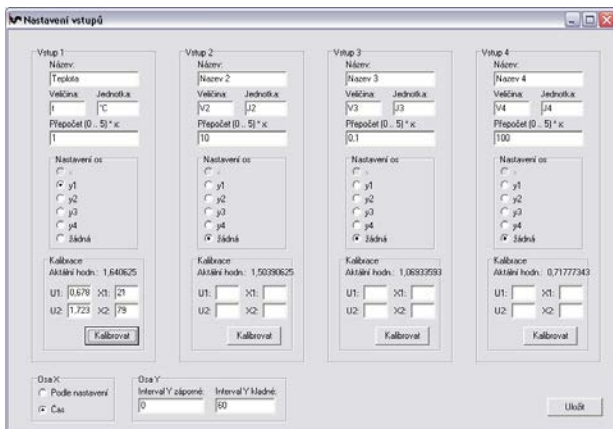 Nastavení vstupů
Vstup 1
Název:
Teplota
Veličina: Jednotka:
t °C
Přepočet (0 .. 5) * x:
1
Nastavení os
x
y1
y2
y3
y4
žádná
Kalibrace
Aktální hodn.: 1,640625
U1: 0,678 X1: 21
U2: 1,723 X2: 79
Kalibrovat
Vstup 2
Název:
Nazev 2
Veličina: Jednotka:
V2 J2
Přepočet (0 .. 5) * x:
10
Nastavení os
x
y1
y2
y3
y4
žádná
Kalibrace
Aktální hodn.: 1,50390625
U1: X1:
U2: X2:
Kalibrovat
Vstup 3
Název:
Nazev 3
Veličina: Jednotka:
V3 J3
Přepočet (0 .. 5) * x:
0.1
Nastavení os
x
y1
y2
y3
y4
žádná
Kalibrace
Aktální hodn.: 1,06933593
U1: X1:
U2: X2:
Kalibrovat
Vstup 4
Název:
Nazev 4
Veličina: Jednotka:
V4 J4
Přepočet (0 .. 5) * x:
100
Nastavení os
x
y1
y2
y3
y4
žádná
Kalibrace
Aktální hodn.: 0,71777343
U1: X1:
U2: X2:
Kalibrovat
Osa X
Podle nastavení
Čas
Osa Y
Interval Y záporné: Interval Y kladné:
0 60
Uložit